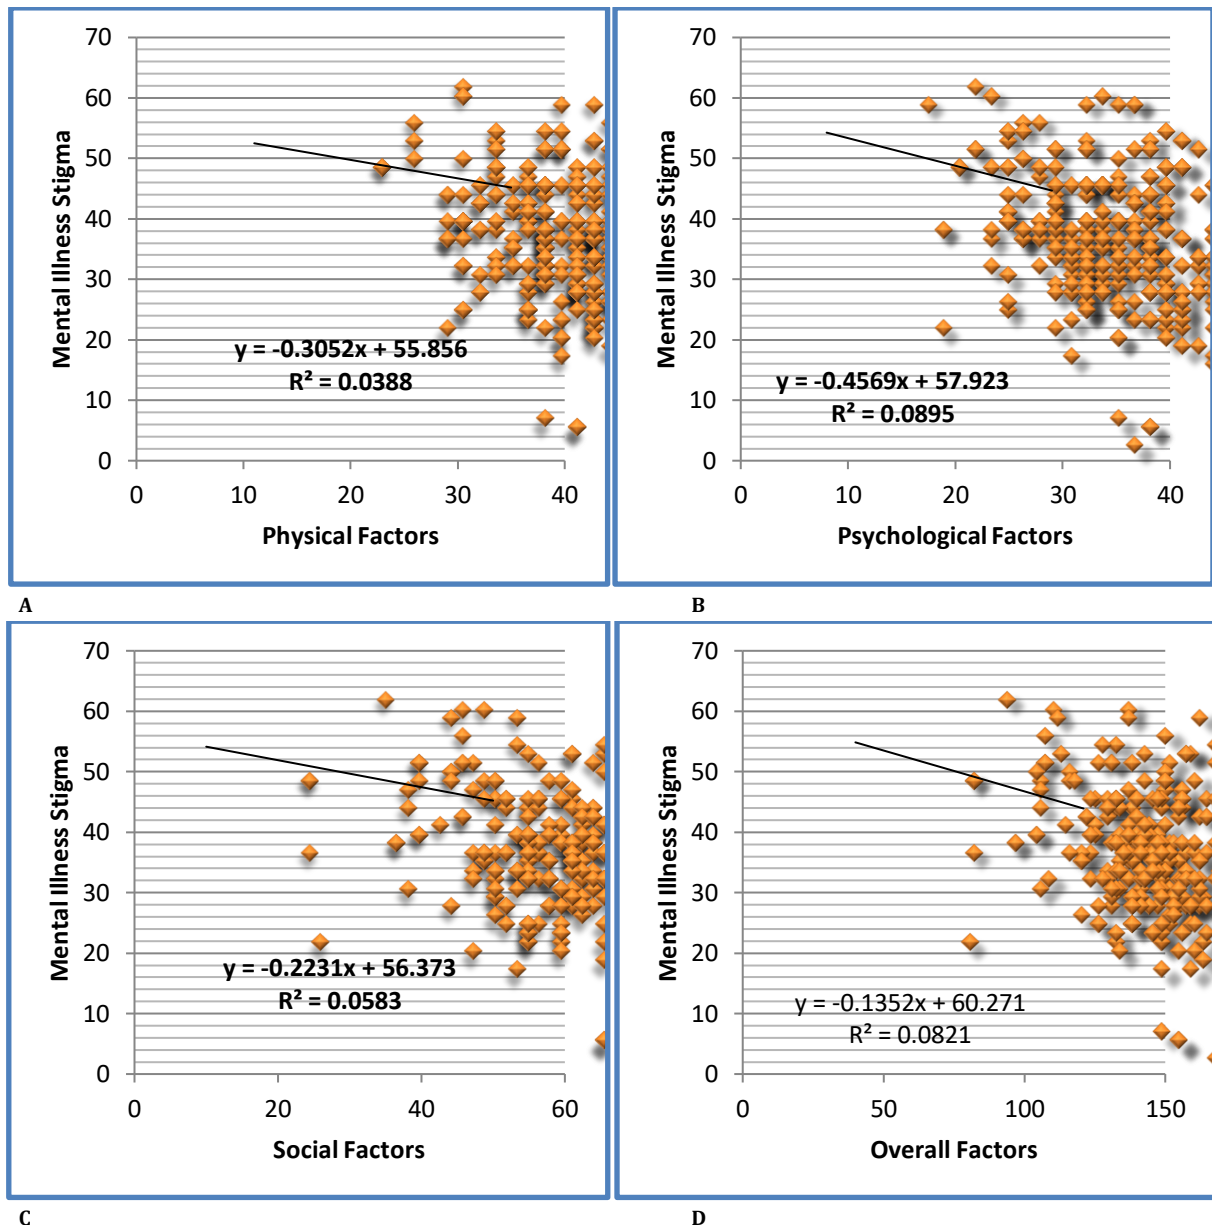 70
60
50
40
30
20
10
0
Mental Illness Stigma
y = -0.3052x + 55.856
R² = 0.0388
0 10 20 30 40
Physical Factors
A
70
60
50
40
30
20
10
0
Mental Illness Stigma
y = -0.4569x + 57.923
R² = 0.0895
0 10 20 30 40
Psychological Factors
B
70
60
50
40
30
20
10
0
Mental Illness Stigma
y = -0.2231x + 56.373
R² = 0.0583
0 20 40 60
Social Factors
C
70
60
50
40
30
20
10
0
Mental Illness Stigma
y = -0.1352x + 60.271
R² = 0.0821
0 50 100 150
Overall Factors
D